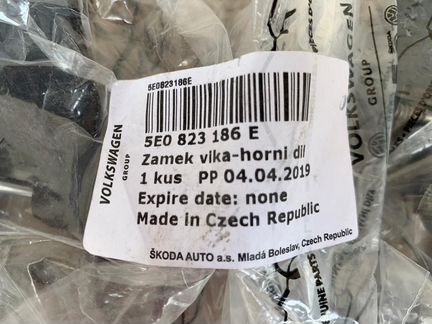 5E0823186E
VOLKSWAGEN
GROUP
5E0 823 186 E
Zamek vika-horni dil
1 kus PP 04.04.2019
Expire date: none
Made in Czech Republic
ŠKODA AUTO a.s. Mladá Boleslav, Czech Republic
VOLKSWAGEN
GROUP